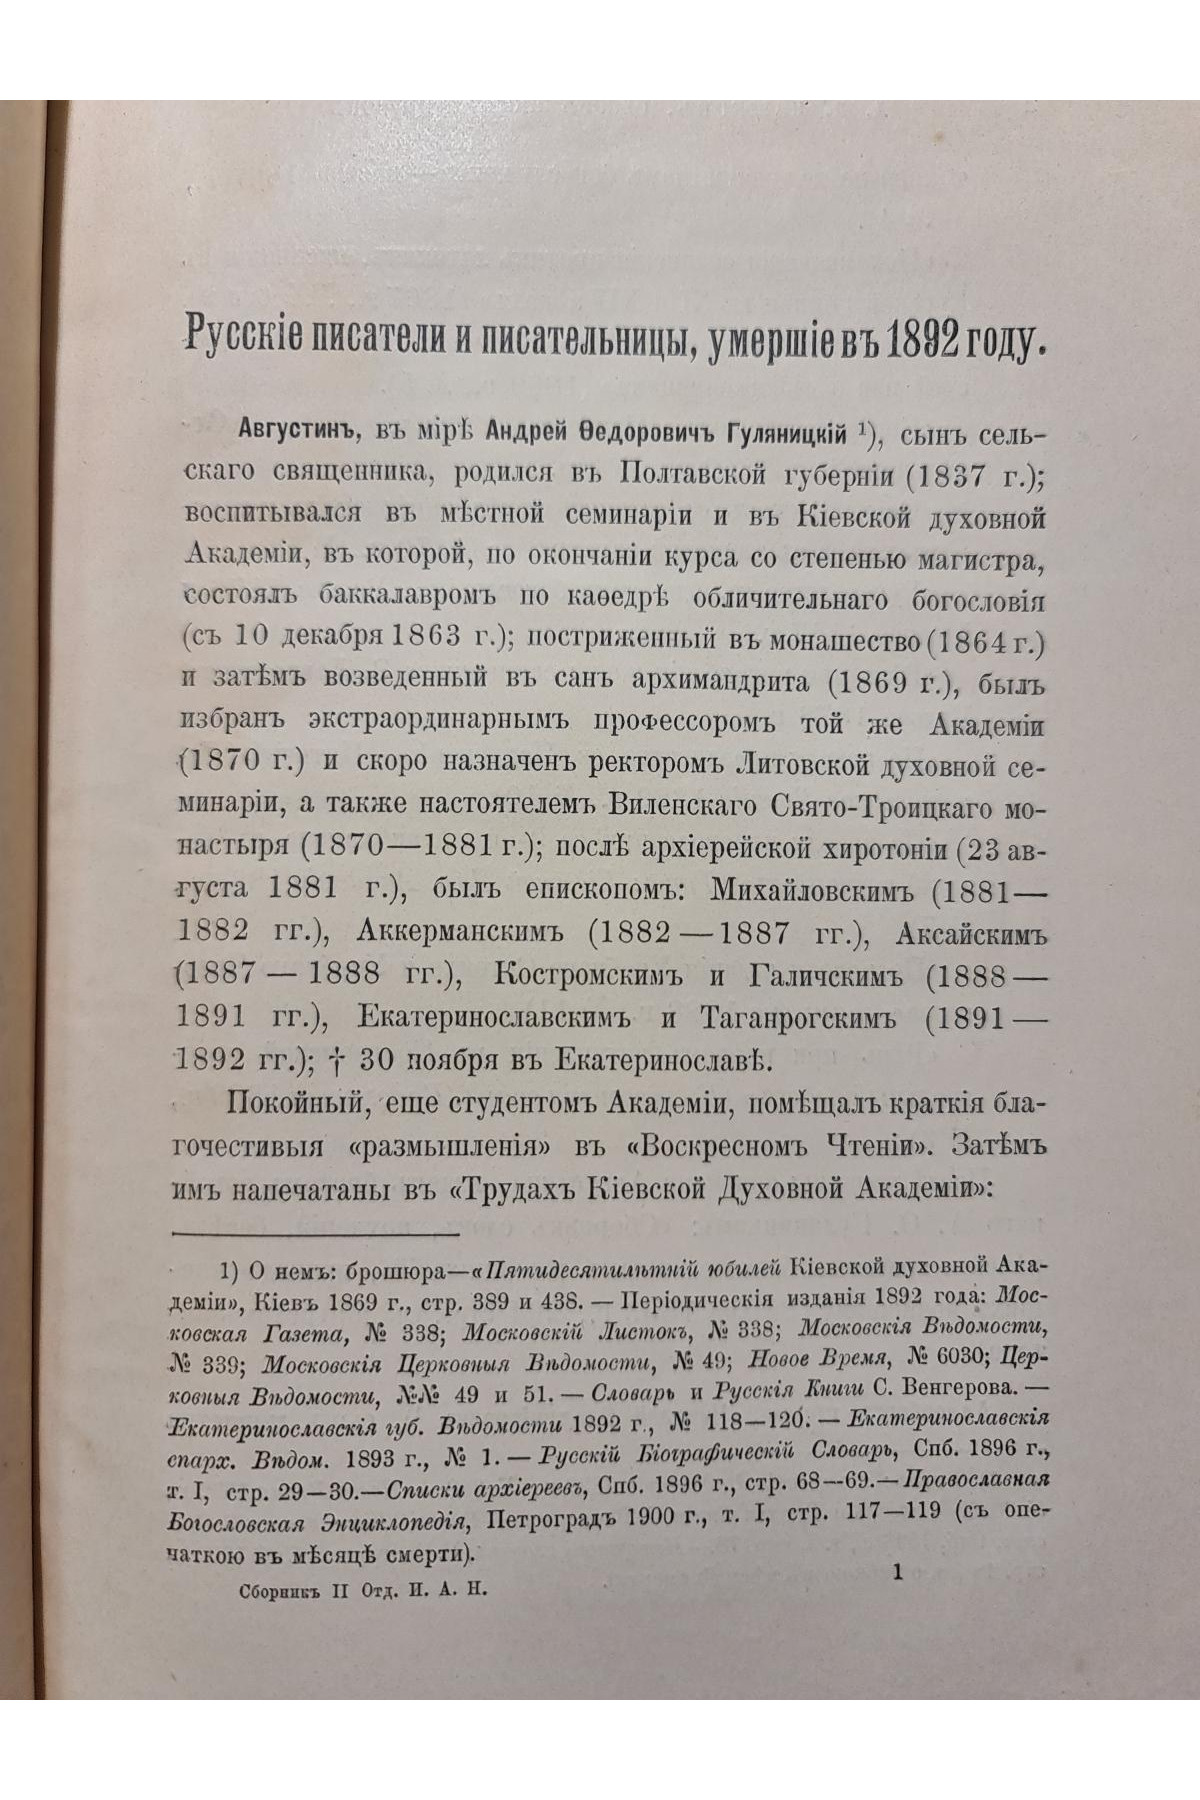 Русскіе писатели и писательницы, умершіе въ 1892 году.
Августинъ, въ мірѣ Андрей Ѳедоровичъ Гуляницкій ¹), сынъ сель-
скаго священника, родился въ Полтавской губерніи (1837 г.);
воспитывался въ мѣстной семинаріи и въ Кіевской духовной
Академіи, въ которой, по окончаніи курса со степенью магистра,
состоялъ баккалавромъ по каѳедрѣ обличительнаго богословія
(съ 10 декабря 1863 г.); постриженный въ монашество (1864 г.)
и затѣмъ возведенный въ санъ архимандрита (1869 г.), былъ
избранъ экстраординарнымъ профессоромъ той же Академіи
(1870 г.) и скоро назначенъ ректоромъ Литовской духовной се-
минаріи, а также настоятелемъ Виленскаго Свято-Троицкаго мо-
настыря (1870—1881 г.); послѣ архіерейской хиротоніи (23 ав-
густа 1881 г.), былъ епископомъ: Михайловскимъ (1881—
1882 гг.), Аккерманскимъ (1882—1887 гг.), Аксайскимъ
(1887—1888 гг.), Костромскимъ и Галичскимъ (1888—
1891 гг.), Екатеринославскимъ и Таганрогскимъ (1891—
1892 гг.); † 30 ноября въ Екатеринославѣ.
Покойный, еще студентомъ Академіи, помѣщалъ краткія бла-
гочестивыя «размышленія» въ «Воскресномъ Чтеніи». Затѣмъ
имъ напечатаны въ «Трудахъ Кіевской Духовной Академіи»:
1) О немъ: брошюра—«Пятидесятилѣтній юбилей Кіевской духовной Ака-
деміи», Кіевъ 1869 г., стр. 389 и 438. — Періодическія изданія 1892 года: Мос-
ковская Газета, № 338; Московскій Листокъ, № 338; Московскія Вѣдомости,
№ 339; Московскія Церковныя Вѣдомости, № 49; Новое Время, № 6030; Цер-
ковныя Вѣдомости, №№ 49 и 51. — Словарь и Русскія Книги С. Венгерова. —
Екатеринославскія губ. Вѣдомости 1892 г., № 118—120. — Екатеринославскія
епарх. Вѣдом. 1893 г., № 1. — Русскій Біографическій Словарь, Спб. 1896 г.,
т. I, стр. 29—30.—Списки архіереевъ, Спб. 1896 г., стр. 68—69.—Православная
Богословская Энциклопедія, Петроградъ 1900 г., т. I, стр. 117—119 (съ опе-
чаткою въ мѣсяцѣ смерти).
Сборникъ II Отд. И. А. Н.
1